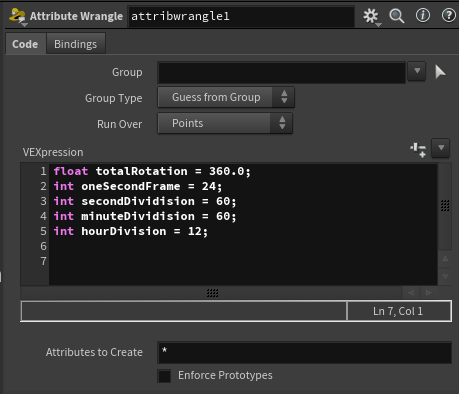 Attribute Wrangle attribwrangle1
Code Bindings
Group
Group Type Guess from Group
Run Over Points
VEXpression
1 float totalRotation = 360.0;
2 int oneSecondFrame = 24;
3 int secondDividision = 60;
4 int minuteDividision = 60;
5 int hourDivision = 12;
6
7
Ln 7, Col 1
Attributes to Create *
Enforce Prototypes